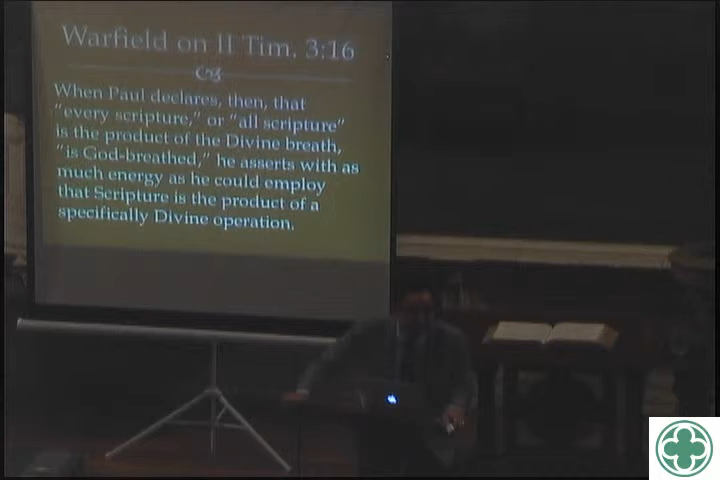 Warfield on II Tim. 3:16
When Paul declares, then, that
"every scripture," or "all scripture"
is the product of the Divine breath,
"is God-breathed," he asserts with as
much energy as he could employ
that Scripture is the product of a
specifically Divine operation.